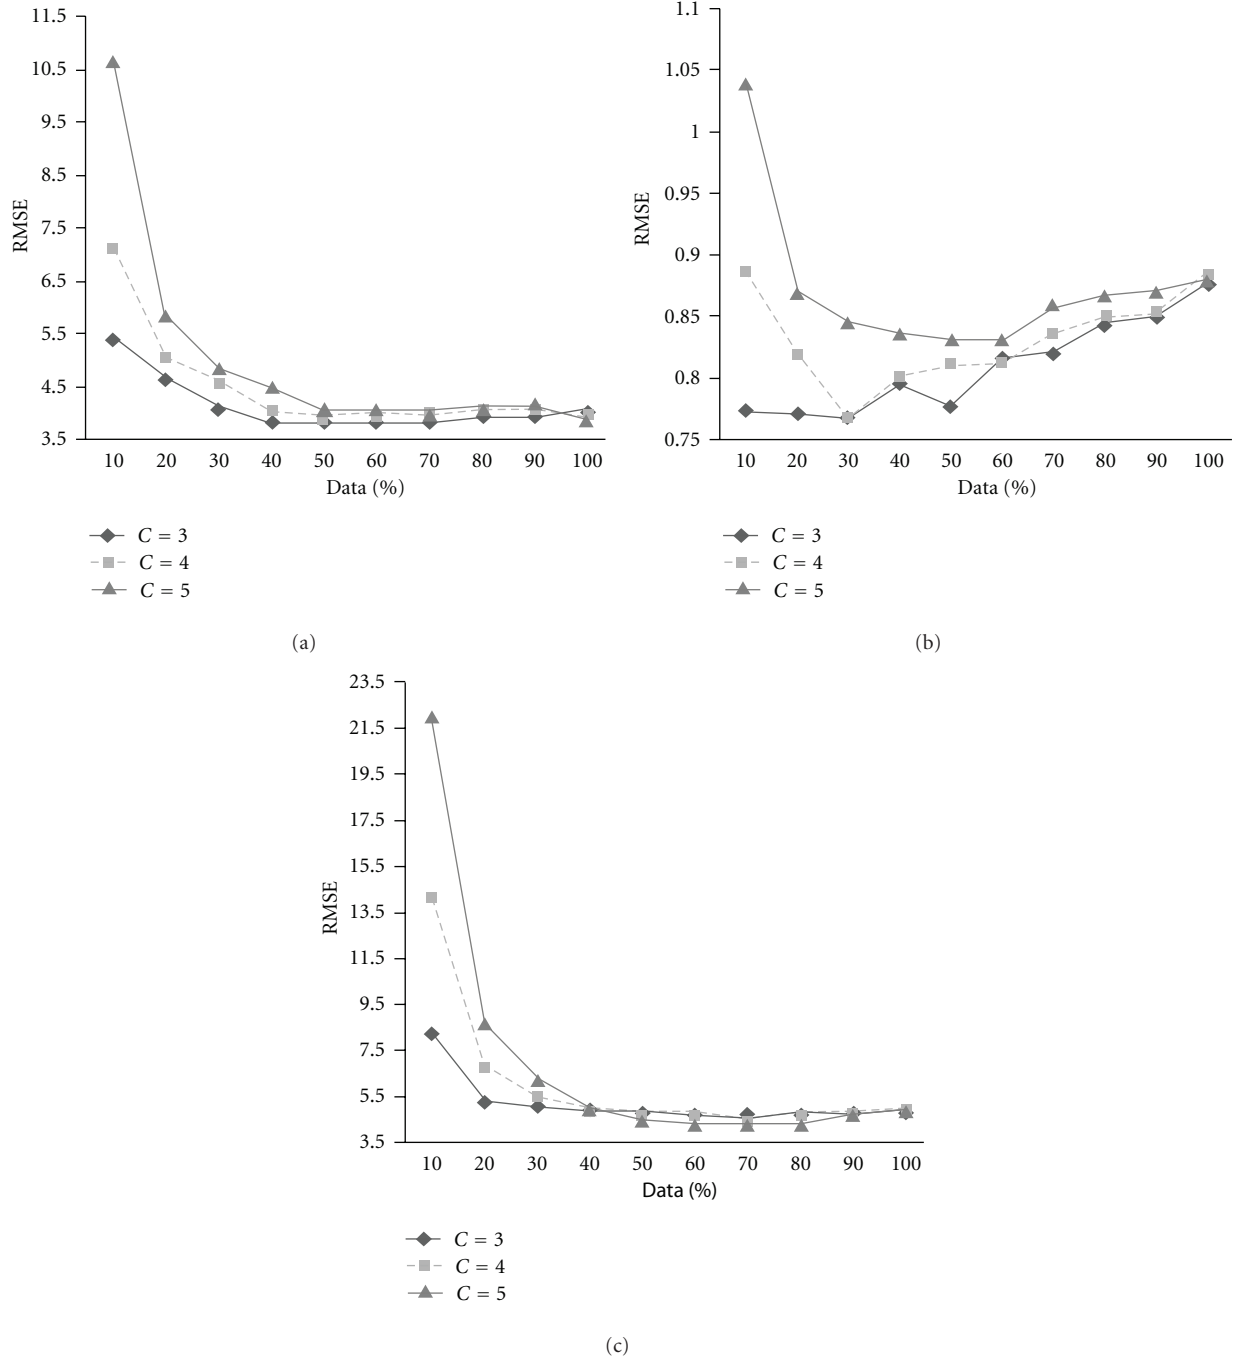 11.5
10.5
9.5
8.5
7.5
6.5
5.5
4.5
3.5
RMSE
10 20 30 40 50 60 70 80 90 100
Data (%)
C = 3
C = 4
C = 5
(a)
1.1
1.05
1
0.95
0.9
0.85
0.8
0.75
RMSE
10 20 30 40 50 60 70 80 90 100
Data (%)
C = 3
C = 4
C = 5
(b)
23.5
21.5
19.5
17.5
15.5
13.5
11.5
9.5
7.5
5.5
3.5
RMSE
10 20 30 40 50 60 70 80 90 100
Data (%)
C = 3
C = 4
C = 5
(c)